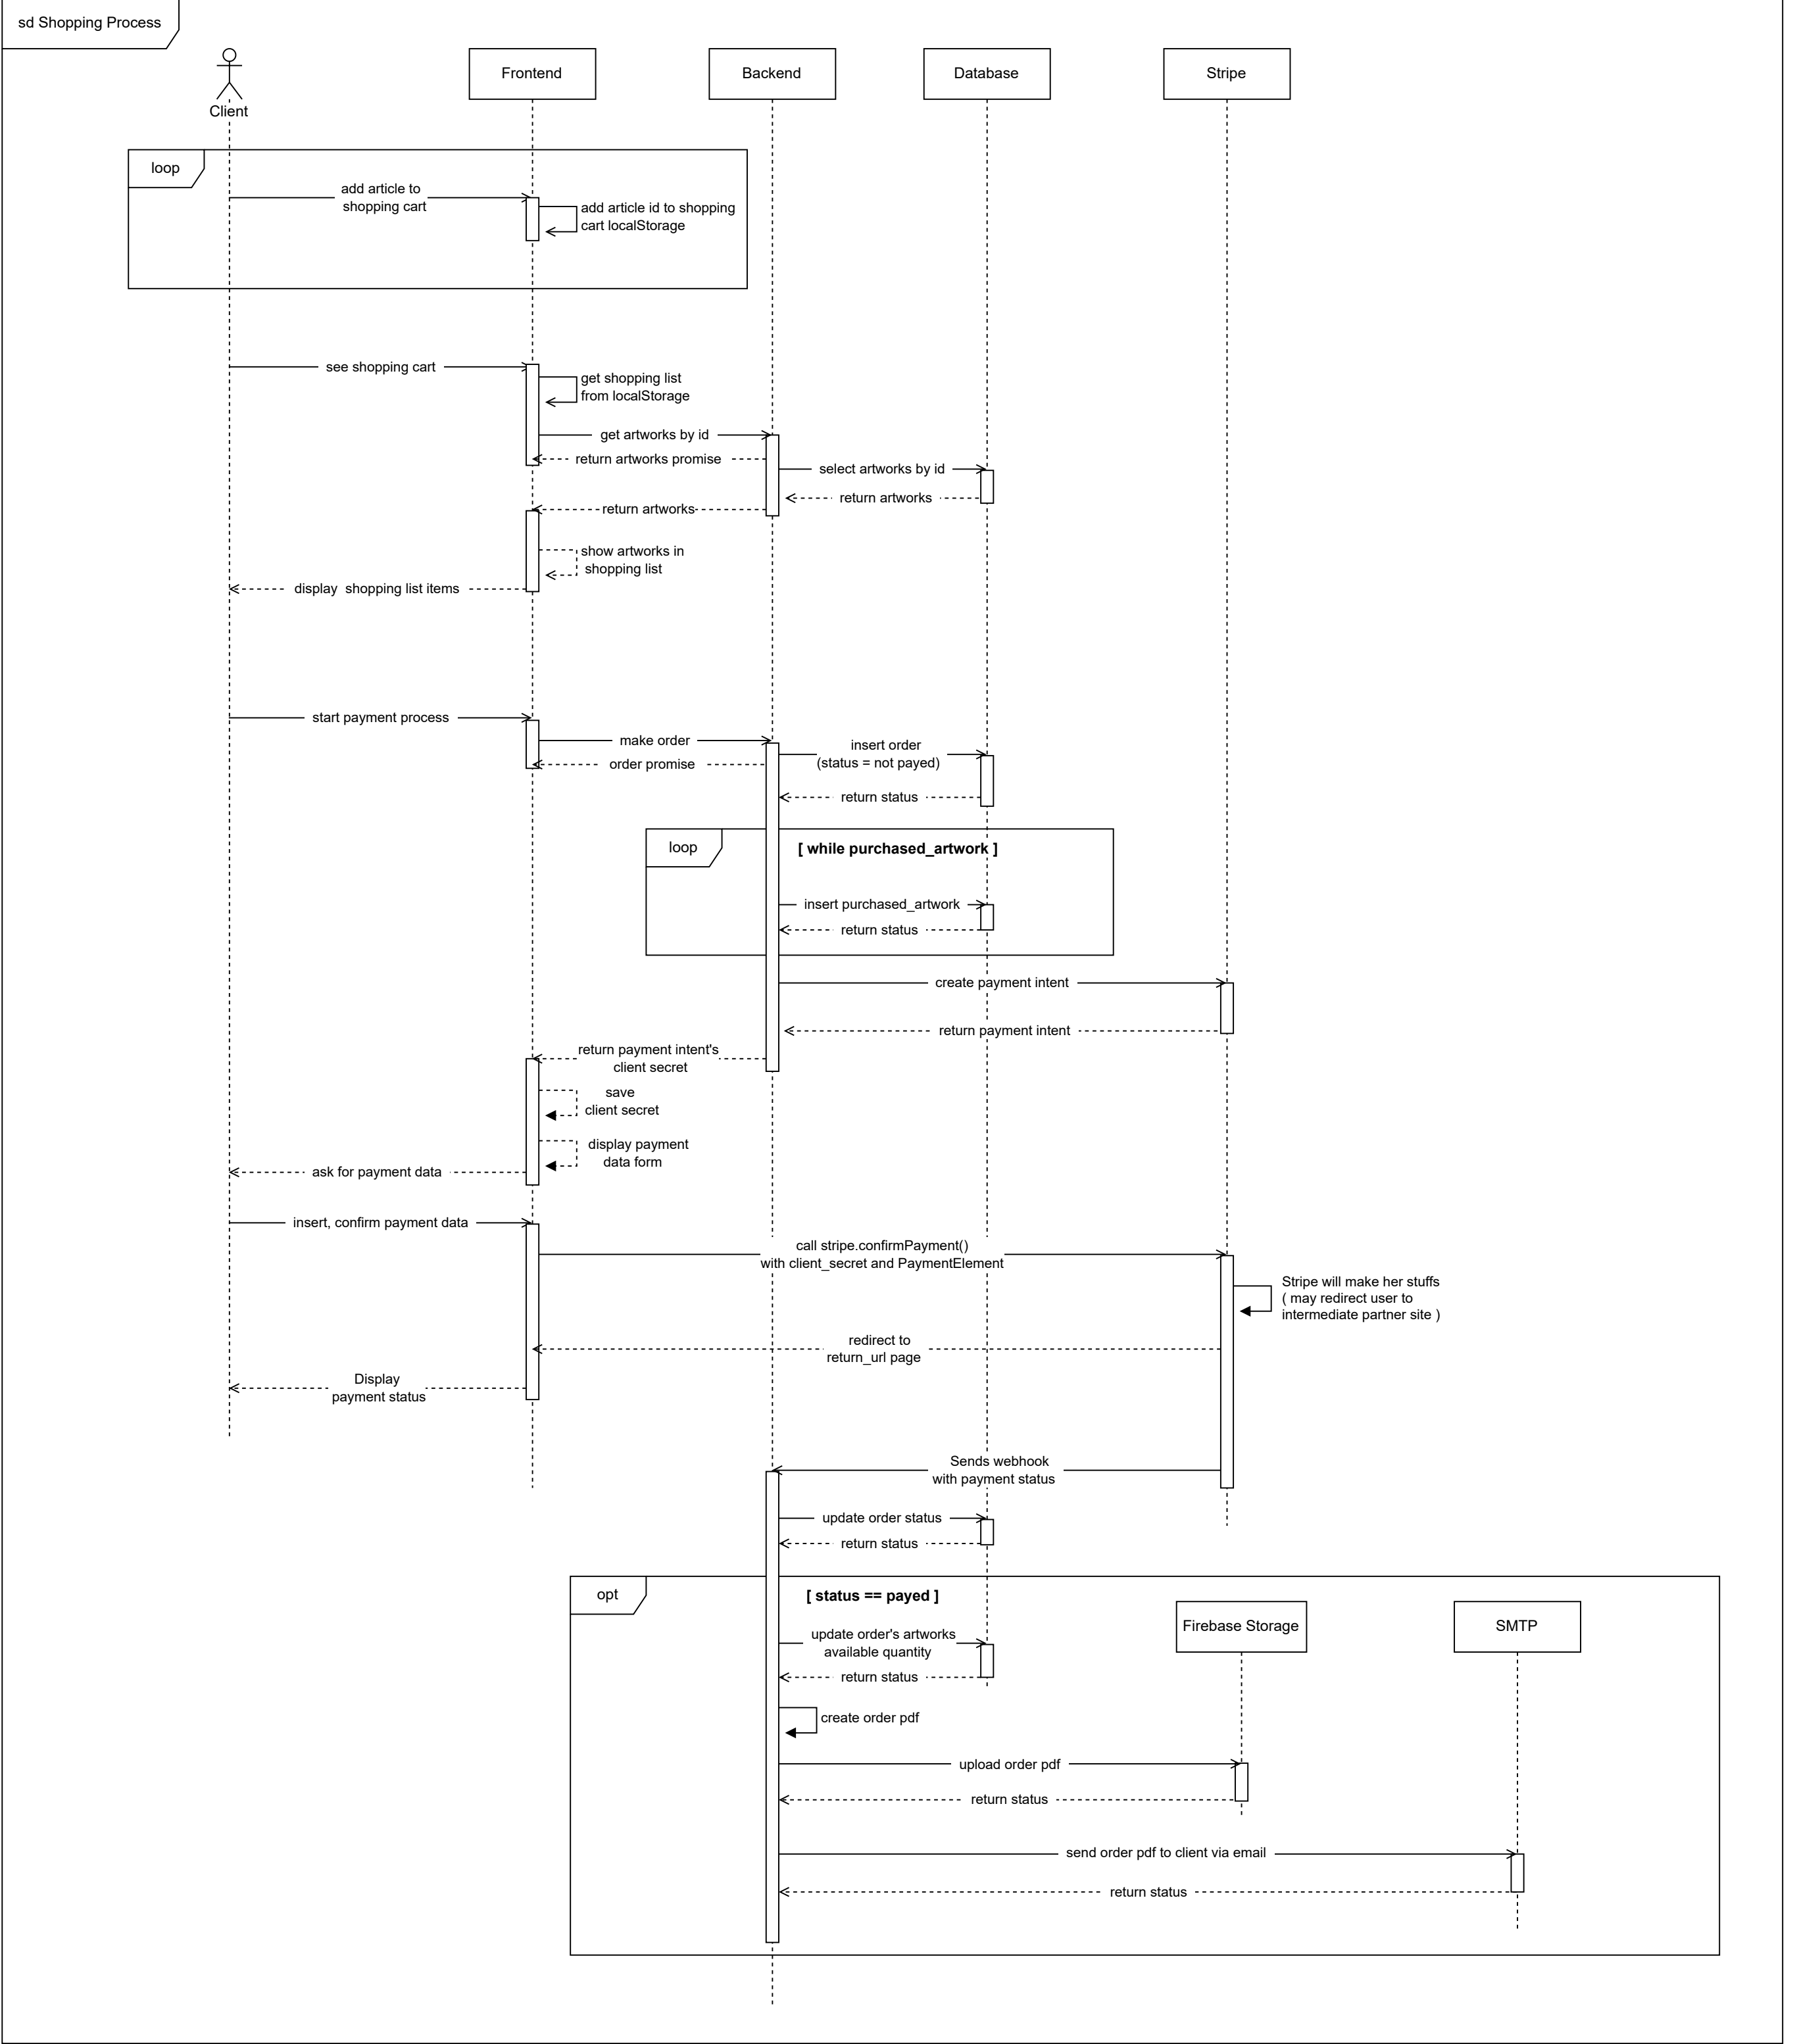 sd Shopping Process
Client
Frontend
Backend
Database
Stripe
loop
add article to
shopping cart
add article id to shopping
cart localStorage
see shopping cart
get shopping list
from localStorage
get artworks by id
return artworks promise
select artworks by id
return artworks
return artworks
show artworks in
shopping list
display  shopping list items
start payment process
make order
order promise
insert order
(status = not payed)
return status
loop
[ while purchased_artwork ]
insert purchased_artwork
return status
create payment intent
return payment intent
return payment intent's
client secret
save
client secret
display payment
data form
ask for payment data
insert, confirm payment data
call stripe.confirmPayment()
with client_secret and PaymentElement
Stripe will make her stuffs
( may redirect user to
intermediate partner site )
redirect to
return_url page
Display
payment status
Sends webhook
with payment status
update order status
return status
opt
[ status == payed ]
Firebase Storage
SMTP
update order's artworks
available quantity
return status
create order pdf
upload order pdf
return status
send order pdf to client via email
return status